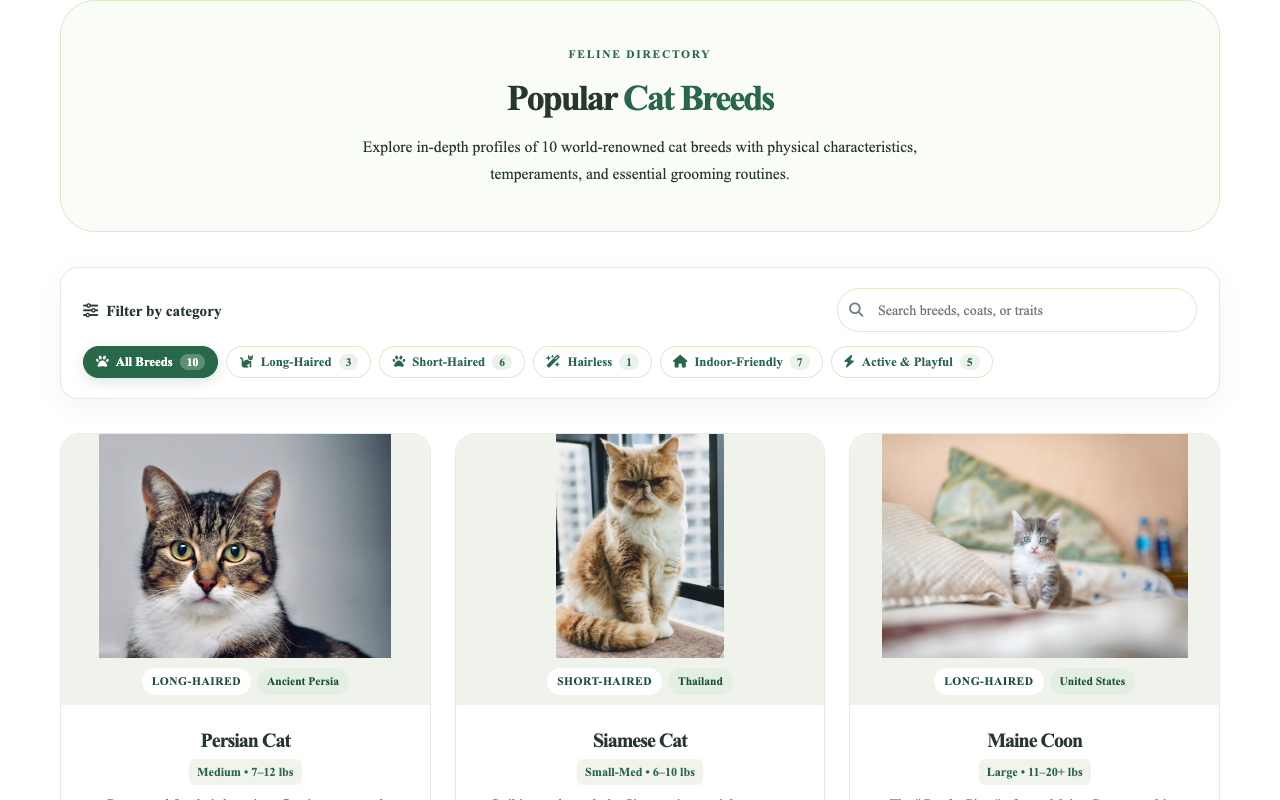 FELINE DIRECTORY
Popular Cat Breeds
Explore in-depth profiles of 10 world-renowned cat breeds with physical characteristics,
temperaments, and essential grooming routines.
Filter by category
Search breeds, coats, or traits
All Breeds 10
Long-Haired 3
Short-Haired 6
Hairless 1
Indoor-Friendly 7
Active & Playful 5
LONG-HAIRED Ancient Persia
Persian Cat
Medium • 7–12 lbs
SHORT-HAIRED Thailand
Siamese Cat
Small-Med • 6–10 lbs
LONG-HAIRED United States
Maine Coon
Large • 11–20+ lbs